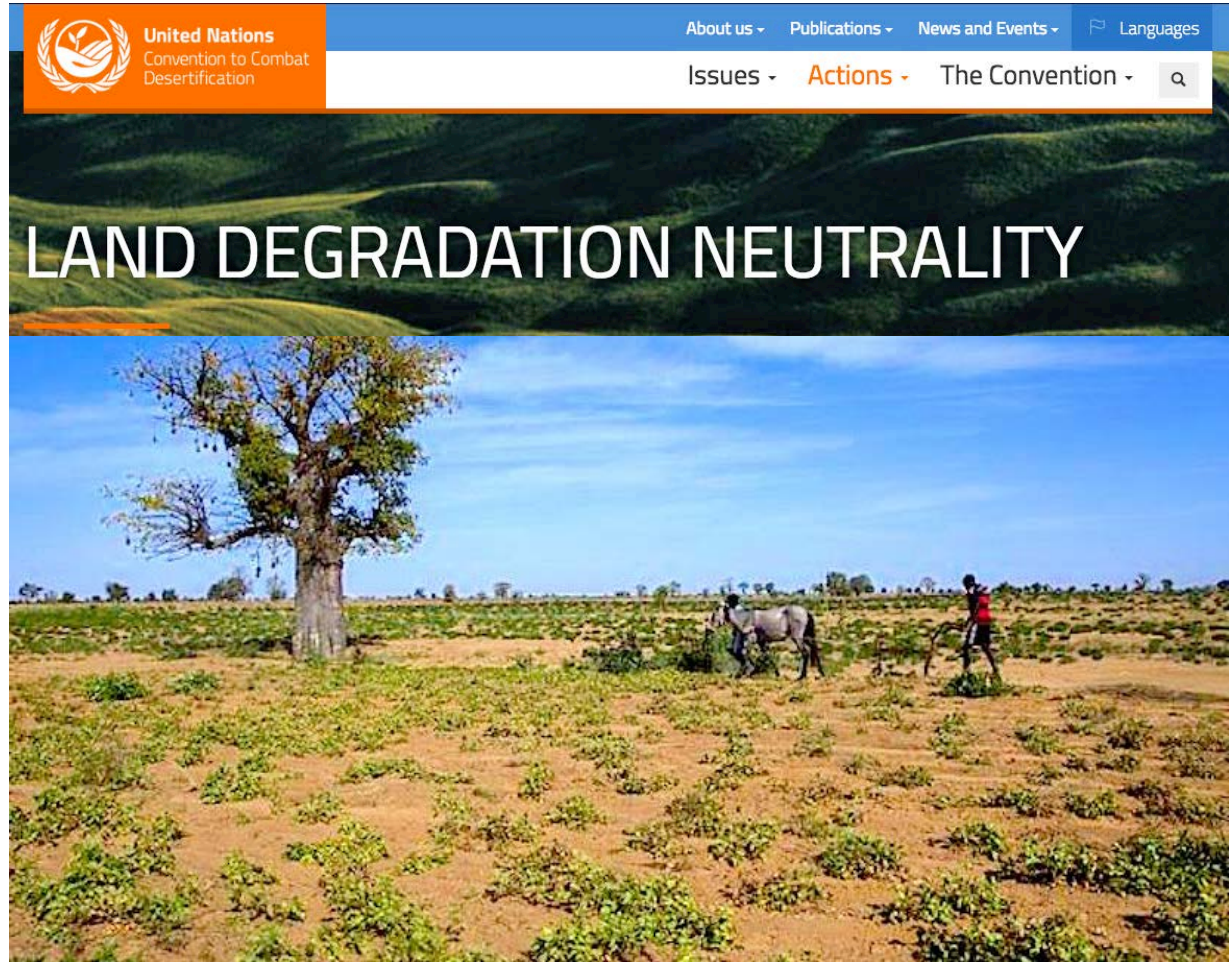 United Nations
Convention to Combat
Desertification
About us Publications News and Events Languages
Issues Actions The Convention
LAND DEGRADATION NEUTRALITY